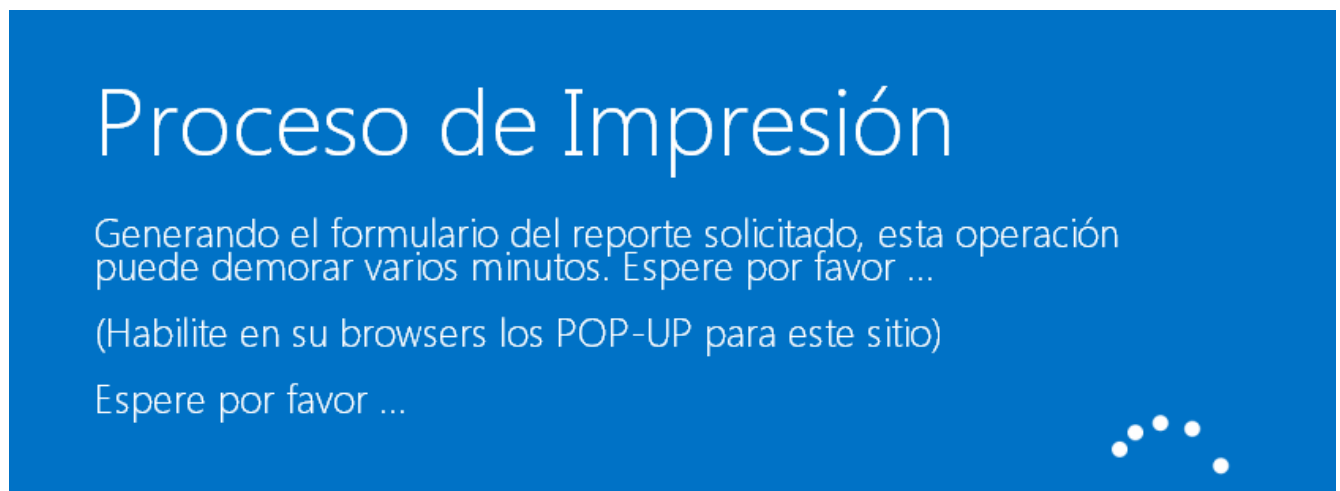 Proceso de Impresión
Generando el formulario del reporte solicitado, esta operación
puede demorar varios minutos. Espere por favor ...
(Habilite en su browsers los POP-UP para este sitio)
Espere por favor ...